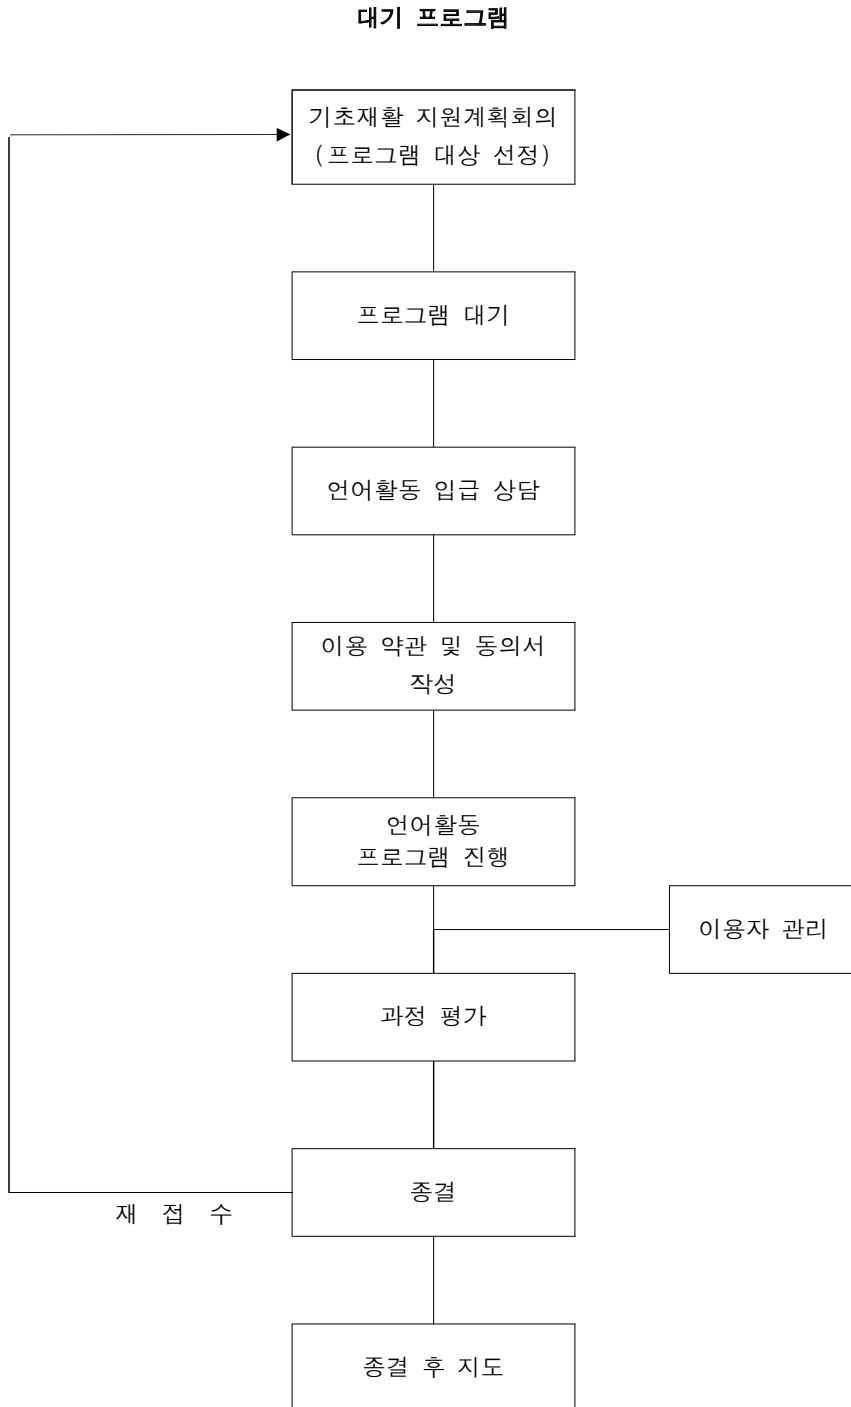 대기 프로그램
기초재활 지원계획회의
(프로그램 대상 선정)
프로그램 대기
언어활동 입급 상담
이용 약관 및 동의서
작성
언어활동
프로그램 진행
이용자 관리
과정 평가
종결
재 접 수
종결 후 지도